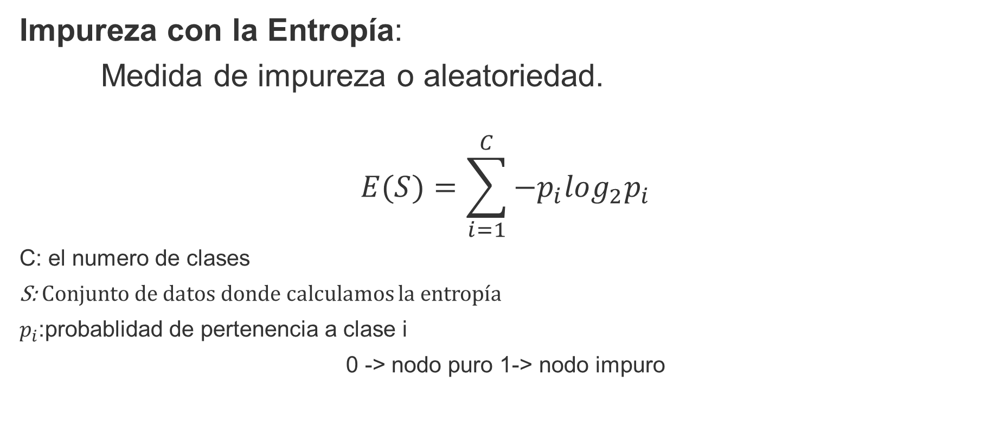 Impureza con la Entropía:
Medida de impureza o aleatoriedad.
E(S) = \sum_{i=1}^{C} -p_i log_2 p_i
C: el numero de clases
S: Conjunto de datos donde calculamos la entropía
p_i:probablidad de pertenencia a clase i
0 -> nodo puro 1-> nodo impuro